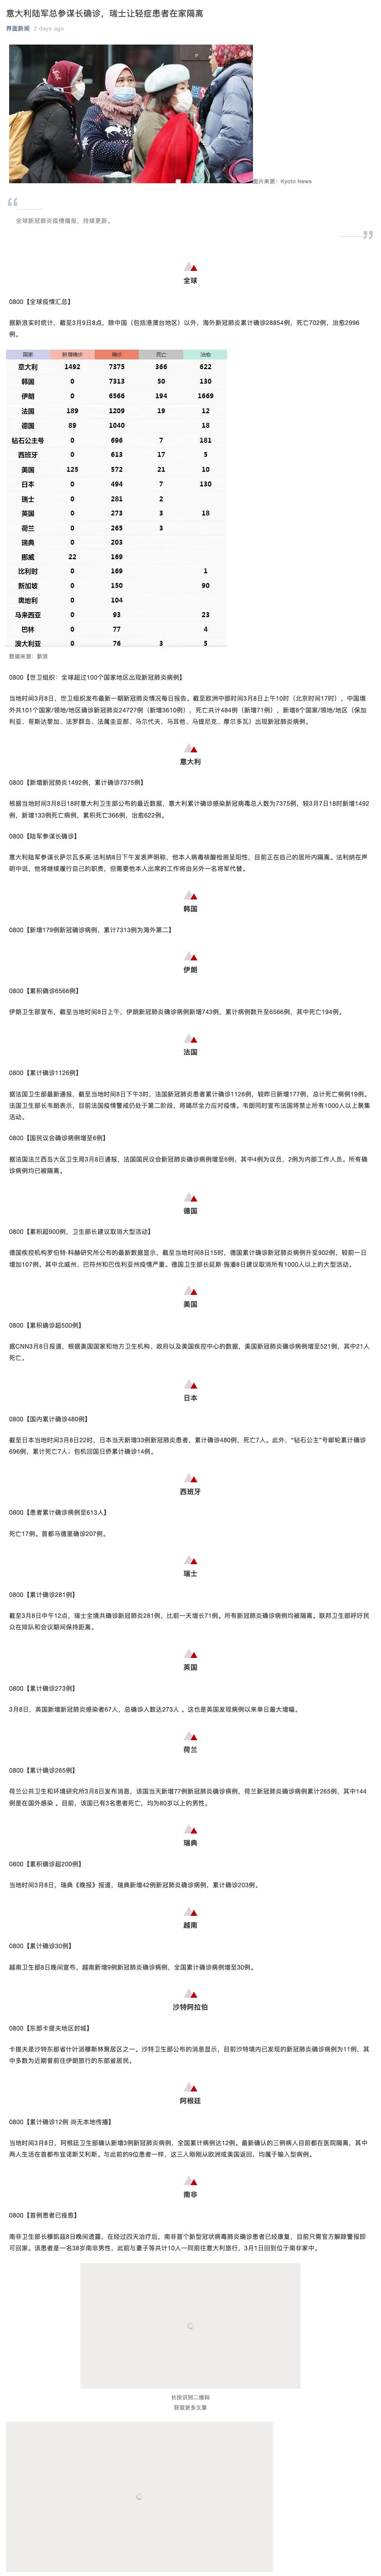 意大利陆军总参谋长确诊，瑞士让轻症患者在家隔离
界面新闻 2 days ago
图片来源：Kyoto News
全球新冠肺炎疫情播报，持续更新。
全球
0800【全球疫情汇总】
据新浪实时统计，截至3月9日8点，除中国（包括港澳台地区）以外，海外新冠肺炎累计确诊28854例，死亡702例，治愈2996
例。
国家 新增确诊 确诊 死亡 治愈
意大利 1492 7375 366 622
韩国 0 7313 50 130
伊朗 0 6566 194 1669
法国 189 1209 19 12
德国 89 1040 18
钻石公主号 0 696 7 181
西班牙 0 613 17 5
美国 125 572 21 10
日本 0 494 7 130
瑞士 0 281 2
英国 0 273 3 18
荷兰 0 265 3
瑞典 0 203
挪威 22 169
比利时 0 169 1
新加坡 0 150 90
奥地利 0 104
马来西亚 0 93 23
巴林 0 77 4
澳大利亚 0 76 3 5
数据来源：新浪
0800【世卫组织：全球超过100个国家地区出现新冠肺炎病例】
当地时间3月8日，世卫组织发布最新一期新冠肺炎情况每日报告。截至欧洲中部时间3月8日上午10时（北京时间17时），中国境
外共101个国家/领地/地区确诊新冠肺炎24727例（新增3610例），死亡共计484例（新增71例），新增8个国家/领地/地区（保加
利亚、哥斯达黎加、法罗群岛、法属圭亚那、马尔代夫、马耳他、马提尼克、摩尔多瓦）出现新冠肺炎病例。
意大利
0800【新增新冠肺炎1492例，累计确诊7375例】
根据当地时间3月8日18时意大利卫生部公布的最近数据，意大利累计确诊感染新冠病毒总人数为7375例，较3月7日18时新增1492
例，新增133例死亡病例，累积死亡366例，治愈622例。
0800【陆军参谋长确诊】
意大利陆军参谋长萨尔瓦多莱·法利纳8日下午发表声明称，他本人病毒核酸检测呈阳性，目前正在自己的居所内隔离。法利纳在声
明中说，他将继续履行自己的职责，但需要他本人出席的工作将由另外一名将军代替。
韩国
0800【新增179例新冠确诊病例，累计7313例为海外第二】
伊朗
0800【累积确诊6566例】
伊朗卫生部宣布，截至当地时间8日上午，伊朗新冠肺炎确诊病例新增743例，累计病例数升至6566例，其中死亡194例。
法国
0800【累计确诊1126例】
据法国卫生部最新通报，截至当地时间8日下午3时，法国新冠肺炎患者累计确诊1126例，较昨日新增177例，总计死亡病例19例。
法国卫生部长韦朗表示，目前法国疫情警戒仍处于第二阶段，将竭尽全力应对疫情。韦朗同时宣布法国将禁止所有1000人以上聚集
活动。
0800【国民议会确诊病例增至6例】
据法国法兰西岛大区卫生局3月8日通报，法国国民议会新冠肺炎确诊病例增至6例，其中4例为议员，2例为内部工作人员。所有确
诊病例均已被隔离。
德国
0800【累积超900例，卫生部长建议取消大型活动】
德国疾控机构罗伯特·科赫研究所公布的最新数据显示，截至当地时间8日15时，德国累计确诊新冠肺炎病例升至902例，较前一日
增加107例。其中北威州、巴符州和巴伐利亚州疫情严重。德国卫生部长延斯·施潘8日建议取消所有1000人以上的大型活动。
美国
0800【累积确诊超500例】
据CNN3月8日报道，根据美国国家和地方卫生机构、政府以及美国疾控中心的数据，美国新冠肺炎确诊病例增至521例，其中21人
死亡。
日本
0800【国内累计确诊480例】
截至日本当地时间3月8日22时，日本当天新增33例新冠肺炎患者，累计确诊480例，死亡7人。此外，“钻石公主”号邮轮累计确诊
696例，累计死亡7人；包机回国日侨累计确诊14例。
西班牙
0800【患者累计确诊病例至613人】
死亡17例。首都马德里确诊207例。
瑞士
0800【累计确诊281例】
截至3月8日中午12点，瑞士全境共确诊新冠肺炎281例，比前一天增长71例。所有新冠肺炎确诊病例均被隔离。联邦卫生部呼吁民
众在排队和会议期间保持距离。
英国
0800【累计确诊273例】
3月8日，英国新增新冠肺炎感染者67人，总确诊人数达273人 。这也是英国发现病例以来单日最大增幅。
荷兰
0800【累计确诊265例】
荷兰公共卫生和环境研究所3月8日发布消息，该国当天新增77例新冠肺炎确诊病例，荷兰新冠肺炎确诊病例累计265例，其中144
例是在国外感染 。目前，该国已有3名患者死亡，均为80岁以上的男性。
瑞典
0800【累积确诊超200例】
当地时间3月8日，瑞典《晚报》报道，瑞典新增42例新冠肺炎确诊病例，累计确诊203例。
越南
0800【累计确诊30例】
越南卫生部8日晚间宣布，越南新增9例新冠肺炎确诊病例，全国累计确诊病例增至30例。
沙特阿拉伯
0800【东部卡提夫地区封城】
卡提夫是沙特东部省什叶派穆斯林聚居区之一。沙特卫生部公布的消息显示，目前沙特境内已发现的新冠肺炎确诊病例为11例，其
中多数为近期曾前往伊朗旅行的东部省居民。
阿根廷
0800【累计确诊12例 尚无本地传播】
当地时间3月8日，阿根廷卫生部确认新增3例新冠肺炎病例，全国累计病例达12例。最新确认的三例病人目前都在医院隔离，其中
两人生活在首都布宜诺斯艾利斯。与此前的9位患者一样，这三人刚刚从欧洲或美国返回，均属于输入型病例。
南非
0800【首例患者已痊愈】
南非卫生部长穆凯兹8日晚间透露，在经过四天治疗后，南非首个新型冠状病毒肺炎确诊患者已经康复，目前只需官方解除警报即
可回家。该患者是一名38岁南非男性，此前与妻子等共计10人一同前往意大利旅行，3月1日回到位于南非家中。
长按识别二维码
获取更多文章